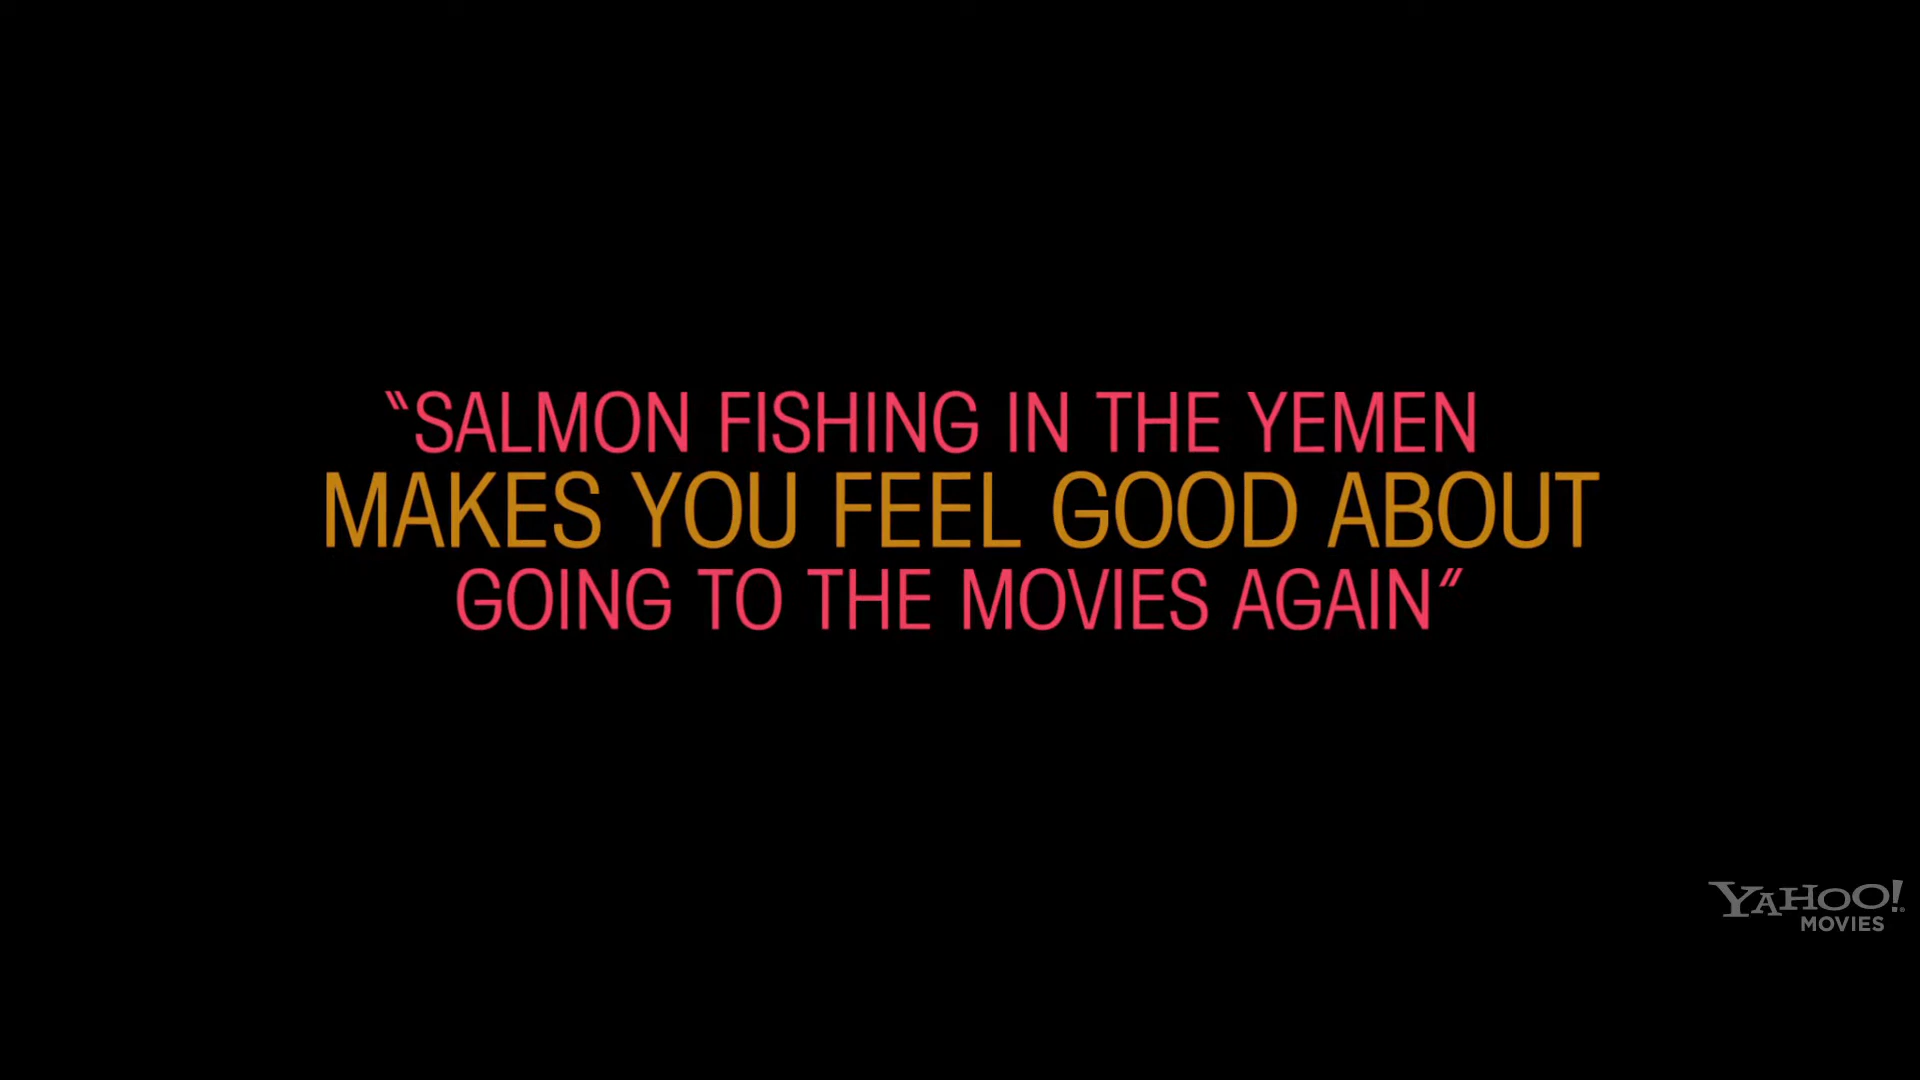 “SALMON FISHING IN THE YEMEN
MAKES YOU FEEL GOOD ABOUT
GOING TO THE MOVIES AGAIN”
YAHOO!
MOVIES